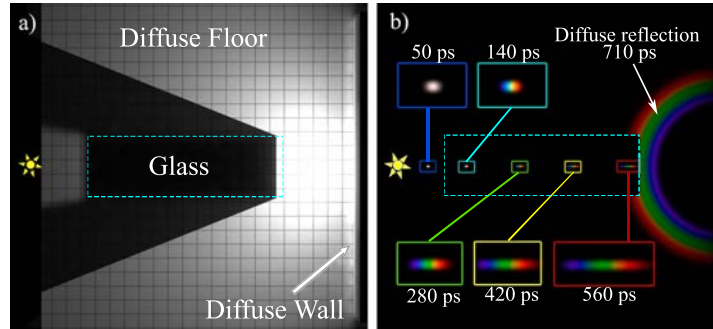 a)
Diffuse Floor
Glass
Diffuse Wall
b)
Diffuse reflection
710 ps
50 ps
140 ps
280 ps
420 ps
560 ps